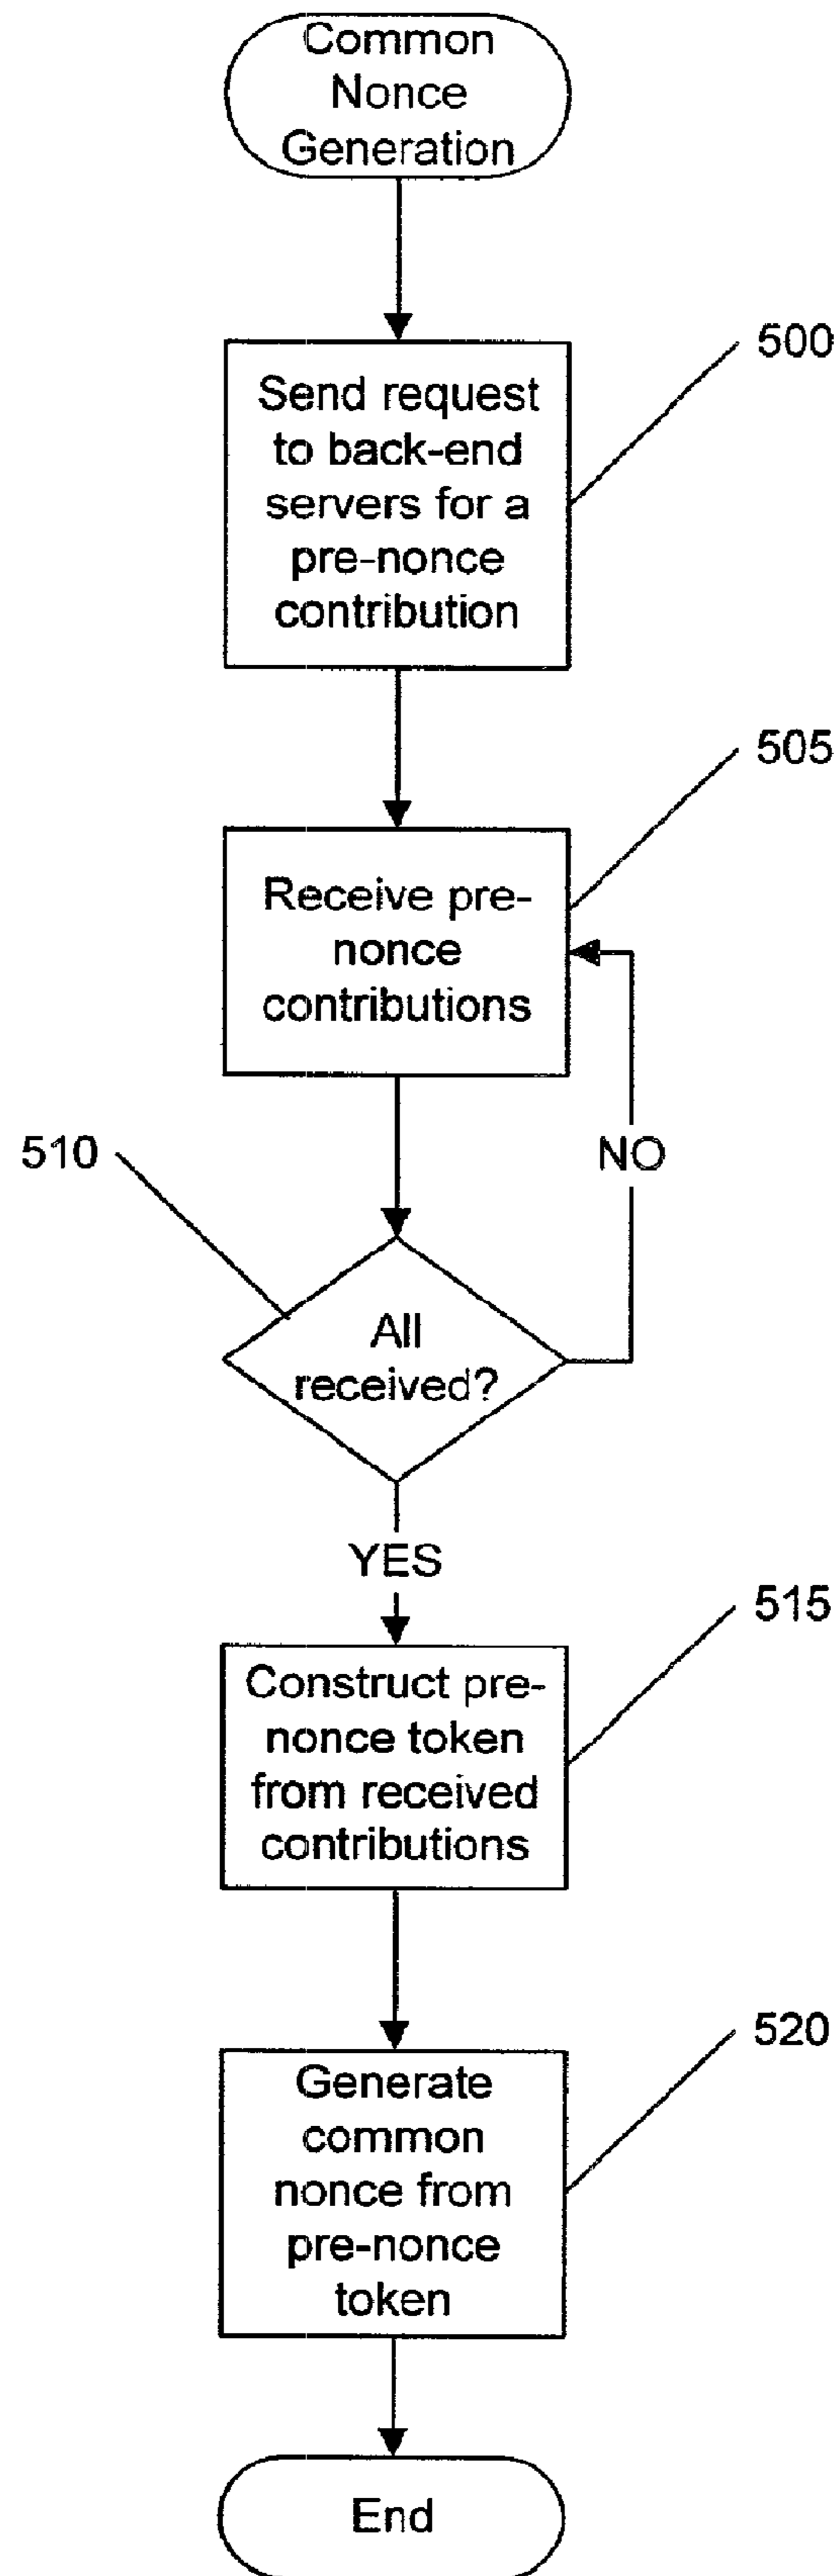 Common
Nonce
Generation
500
Send request
to back-end
servers for a
pre-nonce
contribution
505
Receive pre-
nonce
contributions
510
NO
All
received?
YES
515
Construct pre-
nonce token
from received
contributions
520
Generate
common
nonce from
pre-nonce
token
End